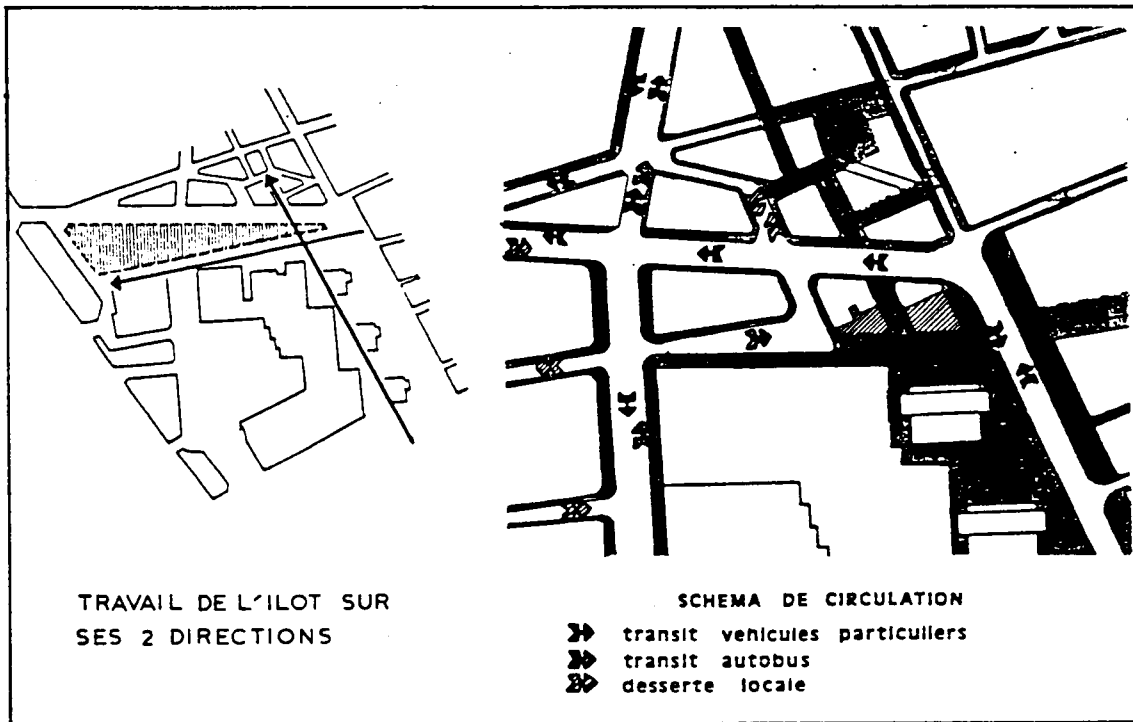 TRAVAIL DE L'ILOT SUR
SES 2 DIRECTIONS
SCHEMA DE CIRCULATION
transit vehicules particuliers
transit autobus
desserte locale